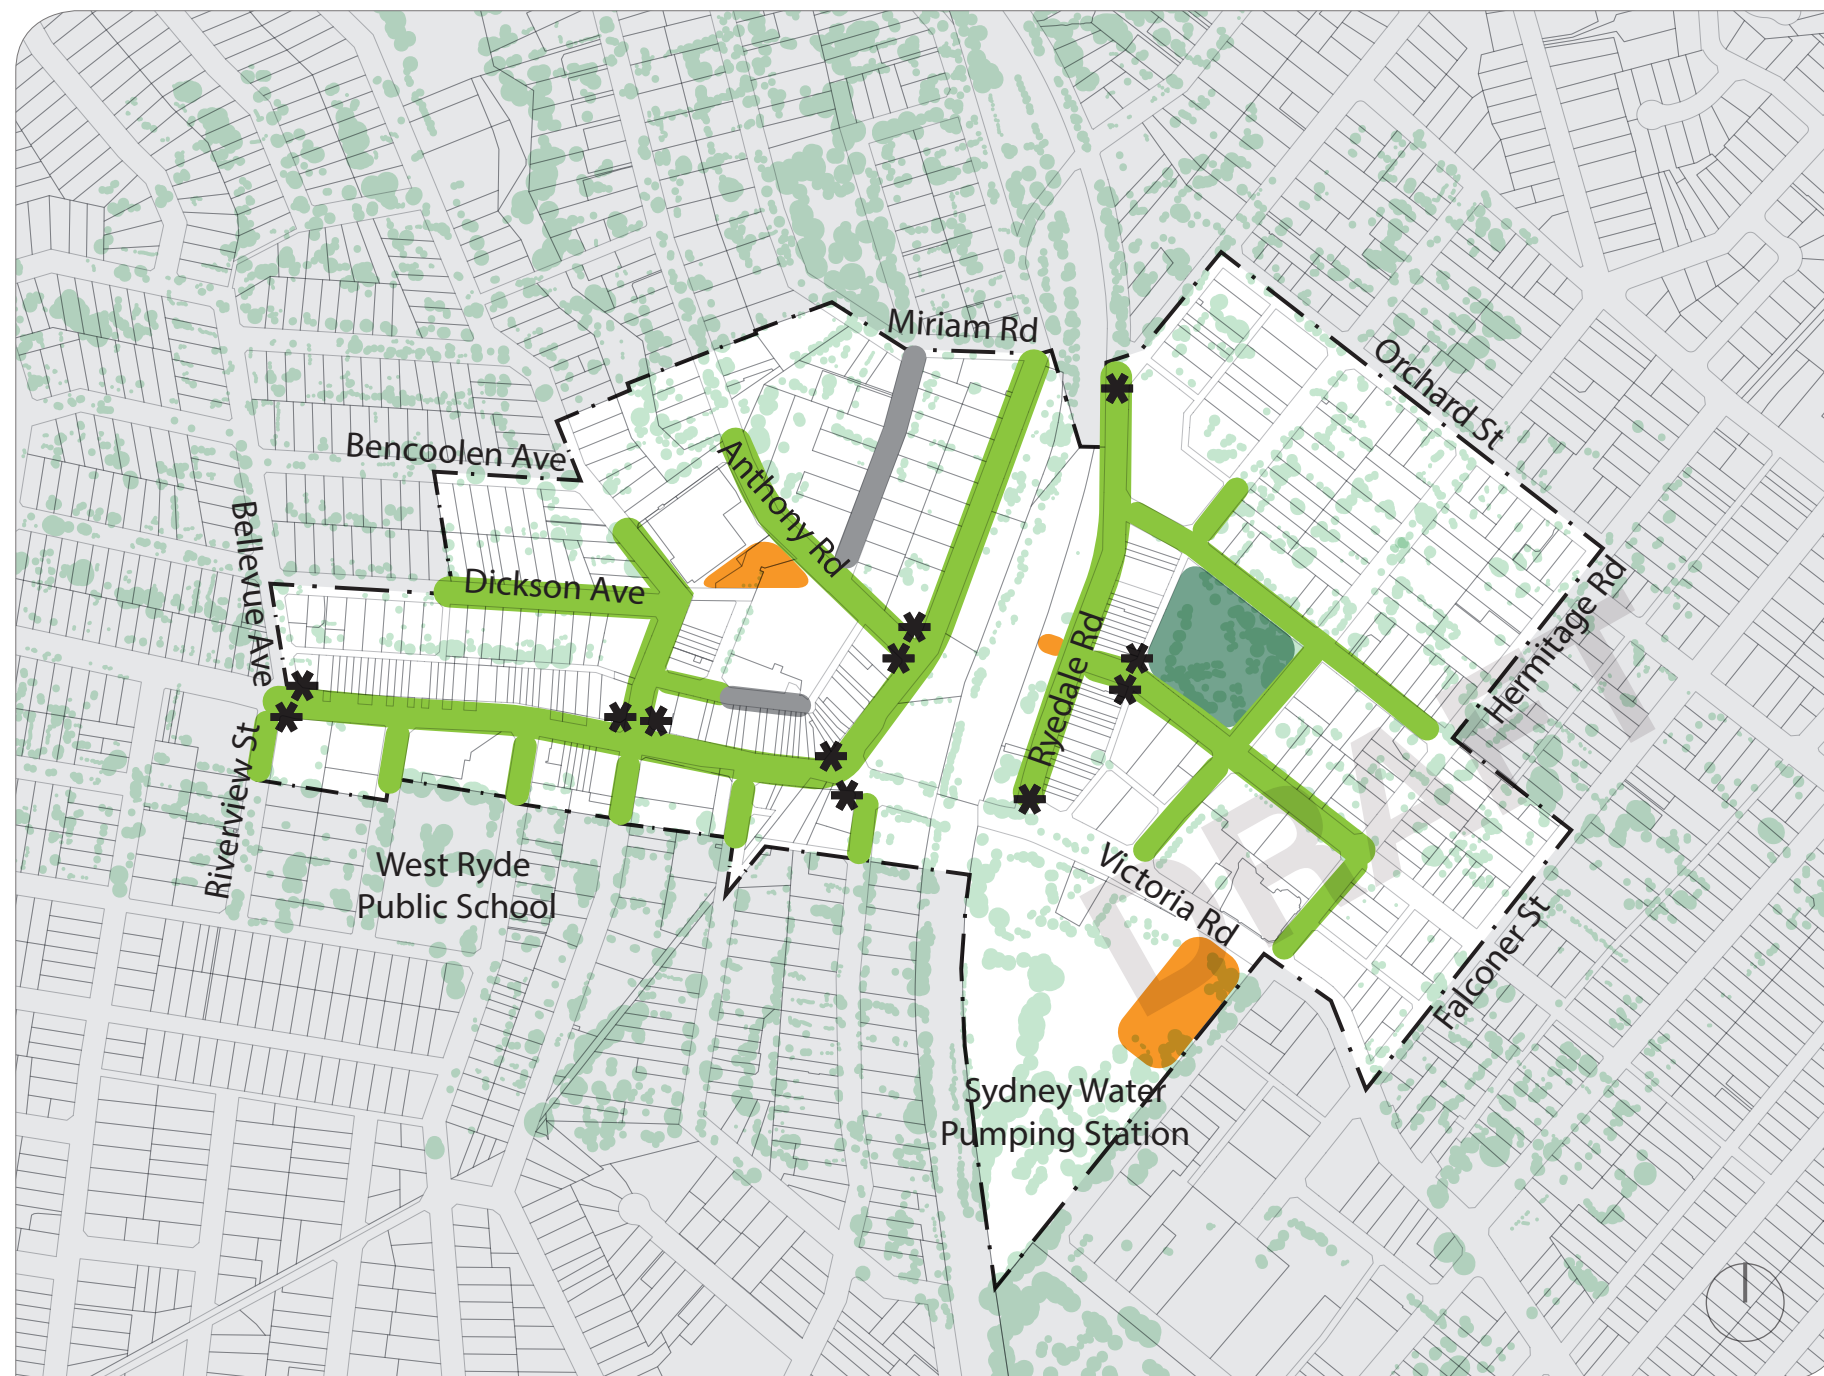 Miriam Rd
Orchard St
Bencoolen Ave
Anthony Rd
Bellevue Ave
Dickson Ave
Hermitage Rd
Ryedale Rd
Riverview St
West Ryde
Public School
Victoria Rd
Falconer St
DRAFT
Sydney Water
Pumping Station